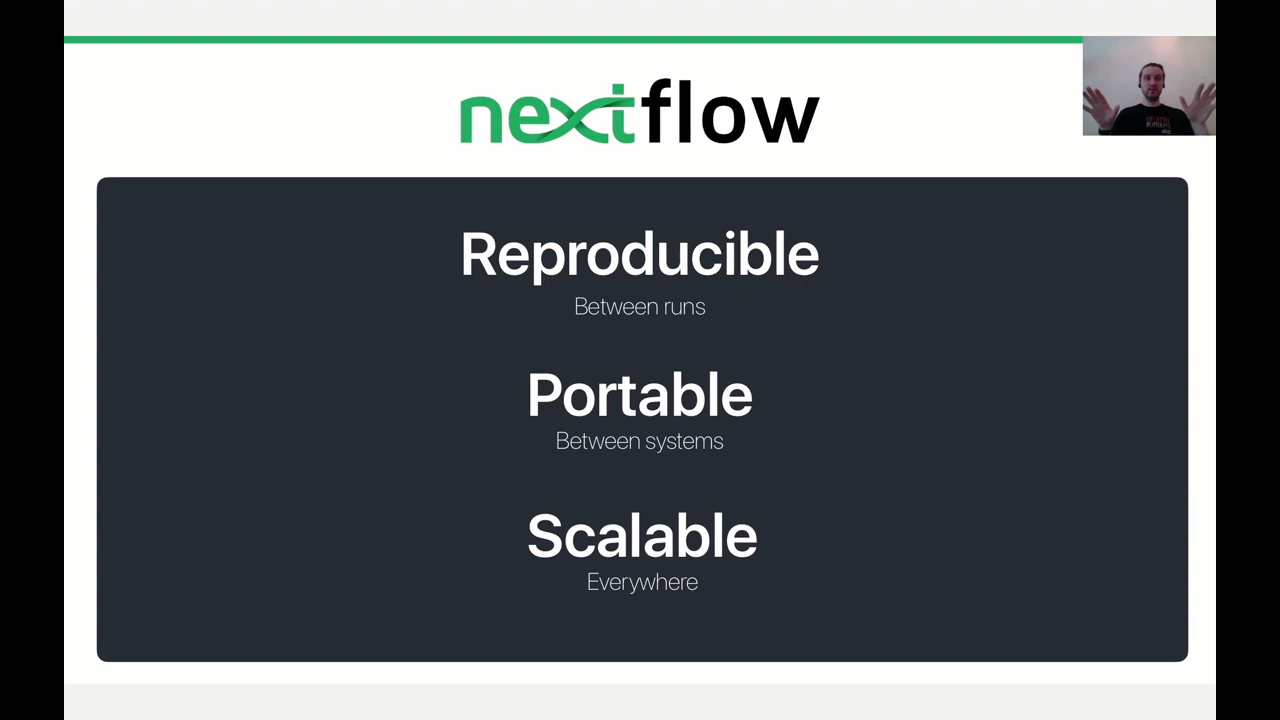 nextflow
Reproducible
Between runs
Portable
Between systems
Scalable
Everywhere